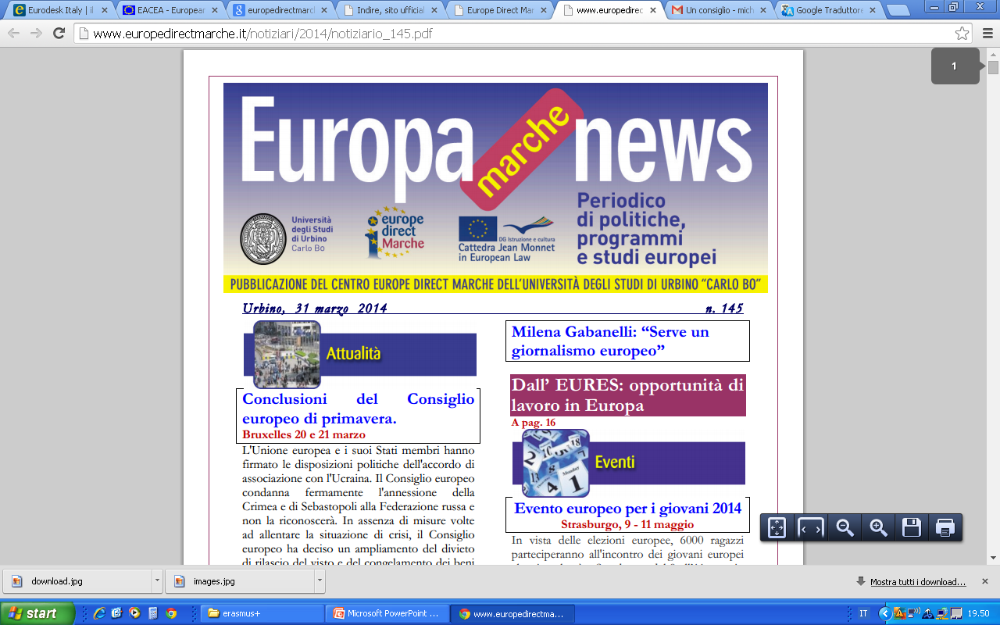 Eurodesk Italy | il
EACEA - Europear
europedirectmarch
Indire, sito ufficial
Europe Direct Mar
www.europedirec
Un consiglio - mich
Google Traduttore
www.europedirectmarche.it/notiziari/2014/notiziario_145.pdf
1
Europa marche news
Periodico
di politiche,
programmi
e studi europei
Università
degli Studi
di Urbino
Carlo Bo
europe
direct
Marche
DG Istruzione e cultura
Cattedra Jean Monnet
in European Law
PUBBLICAZIONE DEL CENTRO EUROPE DIRECT MARCHE DELL'UNIVERSITÀ DEGLI STUDI DI URBINO "CARLO BO"
Urbino, 31 marzo 2014 n. 145
Attualità
Conclusioni del Consiglio
europeo di primavera.
Bruxelles 20 e 21 marzo
L'Unione europea e i suoi Stati membri hanno
firmato le disposizioni politiche dell'accordo di
associazione con l'Ucraina. Il Consiglio europeo
condanna fermamente l'annessione della
Crimea e di Sebastopoli alla Federazione russa e
non la riconoscerà. In assenza di misure volte
ad allentare la situazione di crisi, il Consiglio
europeo ha deciso un ampliamento del divieto
di rilascio del visto e del congelamento dei beni
Milena Gabanelli: “Serve un
giornalismo europeo”
Dall’ EURES: opportunità di
lavoro in Europa
A pag. 16
Eventi
Evento europeo per i giovani 2014
Strasburgo, 9 - 11 maggio
In vista delle elezioni europee, 6000 ragazzi
parteciperanno all'incontro dei giovani europei
download.jpg
images.jpg
Mostra tutti i download...
start
erasmus+
Microsoft PowerPoint ...
www.europedirectma...
IT
19.50